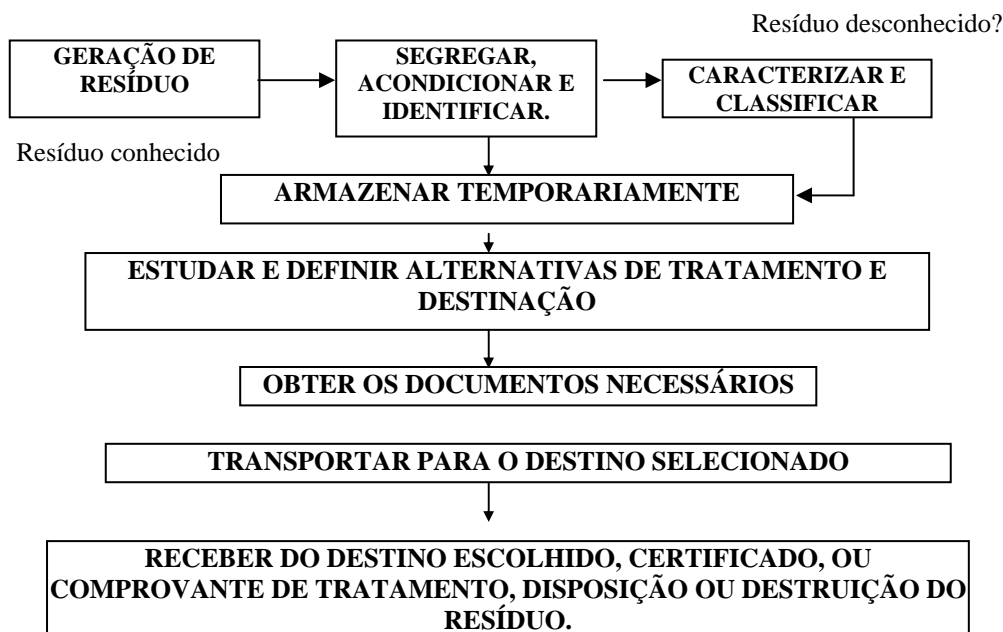 Resíduo desconhecido?
GERAÇÃO DE
RESÍDUO
SEGREGAR,
ACONDICIONAR E
IDENTIFICAR.
CARACTERIZAR E
CLASSIFICAR
Resíduo conhecido
ARMAZENAR TEMPORARIAMENTE
ESTUDAR E DEFINIR ALTERNATIVAS DE TRATAMENTO E
DESTINAÇÃO
OBTER OS DOCUMENTOS NECESSÁRIOS
TRANSPORTAR PARA O DESTINO SELECIONADO
RECEBER DO DESTINO ESCOLHIDO, CERTIFICADO, OU
COMPROVANTE DE TRATAMENTO, DISPOSIÇÃO OU DESTRUIÇÃO DO
RESÍDUO.